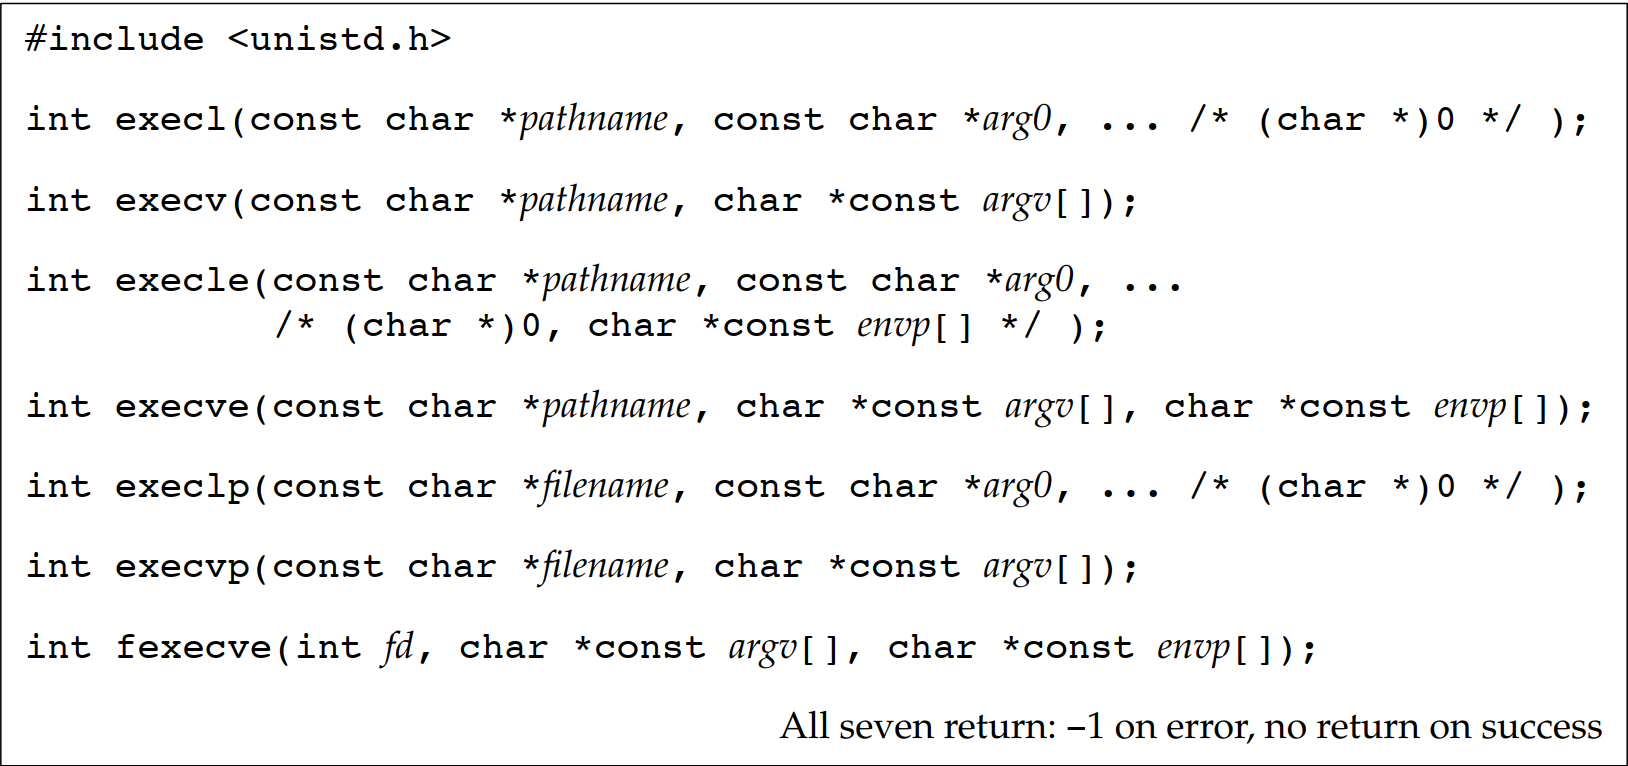 #include <unistd.h>
int execl(const char *pathname, const char *arg0, ... /* (char *)0 */ );
int execv(const char *pathname, char *const argv[]);
int execle(const char *pathname, const char *arg0, ...
/* (char *)0, char *const envp[] */ );
int execve(const char *pathname, char *const argv[], char *const envp[]);
int execlp(const char *filename, const char *arg0, ... /* (char *)0 */ );
int execvp(const char *filename, char *const argv[]);
int fexecve(int fd, char *const argv[], char *const envp[]);
All seven return: −1 on error, no return on success